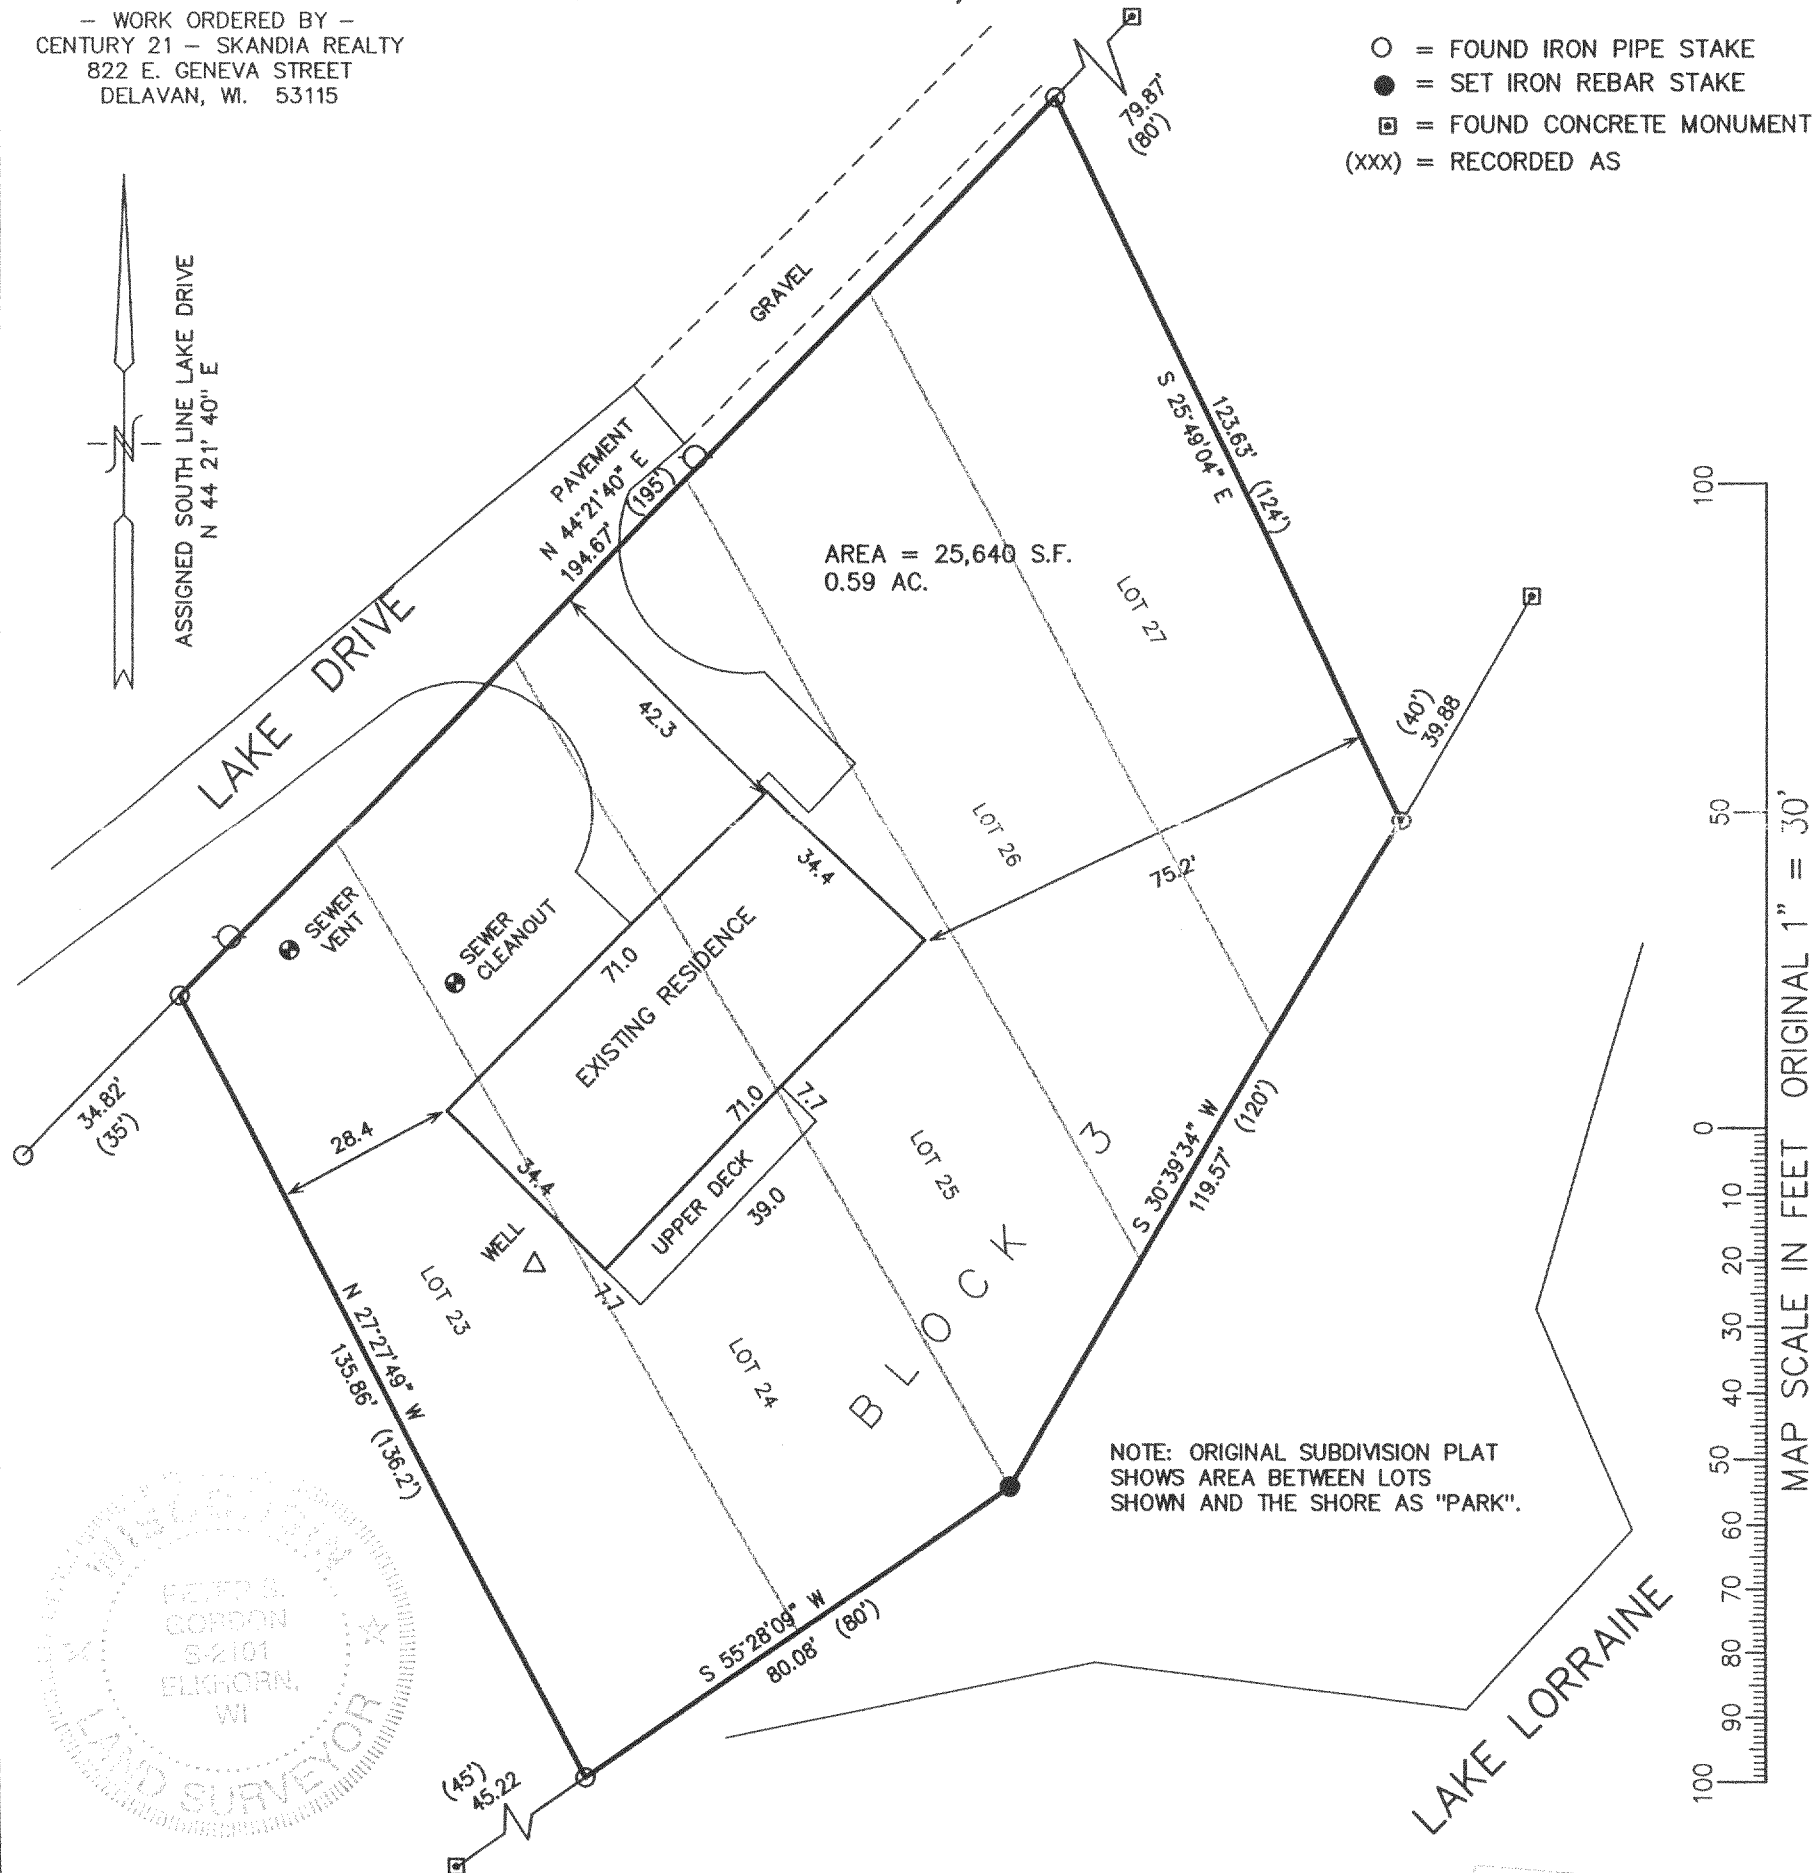 – WORK ORDERED BY –
CENTURY 21 – SKANDIA REALTY
822 E. GENEVA STREET
DELAVAN, WI. 53115
= FOUND IRON PIPE STAKE
= SET IRON REBAR STAKE
= FOUND CONCRETE MONUMENT
(XXX) = RECORDED AS
79.87'
(80')
ASSIGNED SOUTH LINE LAKE DRIVE
N 44 21' 40" E
N
GRAVEL
PAVEMENT
N 44°21'40" E
194.67' (195')
LAKE DRIVE
123.63' (124')
S 25°49'04" E
AREA = 25,640 S.F.
0.59 AC.
LOT 27
42.3
(40')
39.88
LOT 26
75.2'
34.4
SEWER
VENT
SEWER
CLEANOUT
71.0
EXISTING RESIDENCE
34.82'
(35')
28.4
34.4
71.0
7.7
UPPER DECK
39.0
7.7
WELL
LOT 23
LOT 24
LOT 25
BLOCK 3
S 30°39'34" W
119.57' (120')
N 27°27'49" W
135.86' (136.2')
NOTE: ORIGINAL SUBDIVISION PLAT
SHOWS AREA BETWEEN LOTS
SHOWN AND THE SHORE AS "PARK".
S 55°28'09" W
80.08' (80')
(45')
45.22
LAKE LORRAINE
100
50
0
10
20
30
40
50
60
70
80
90
100
MAP SCALE IN FEET ORIGINAL 1" = 30'
WISCONSIN
PETER S.
GORDON
S-2101
ELKHORN,
WI
LAND SURVEYOR